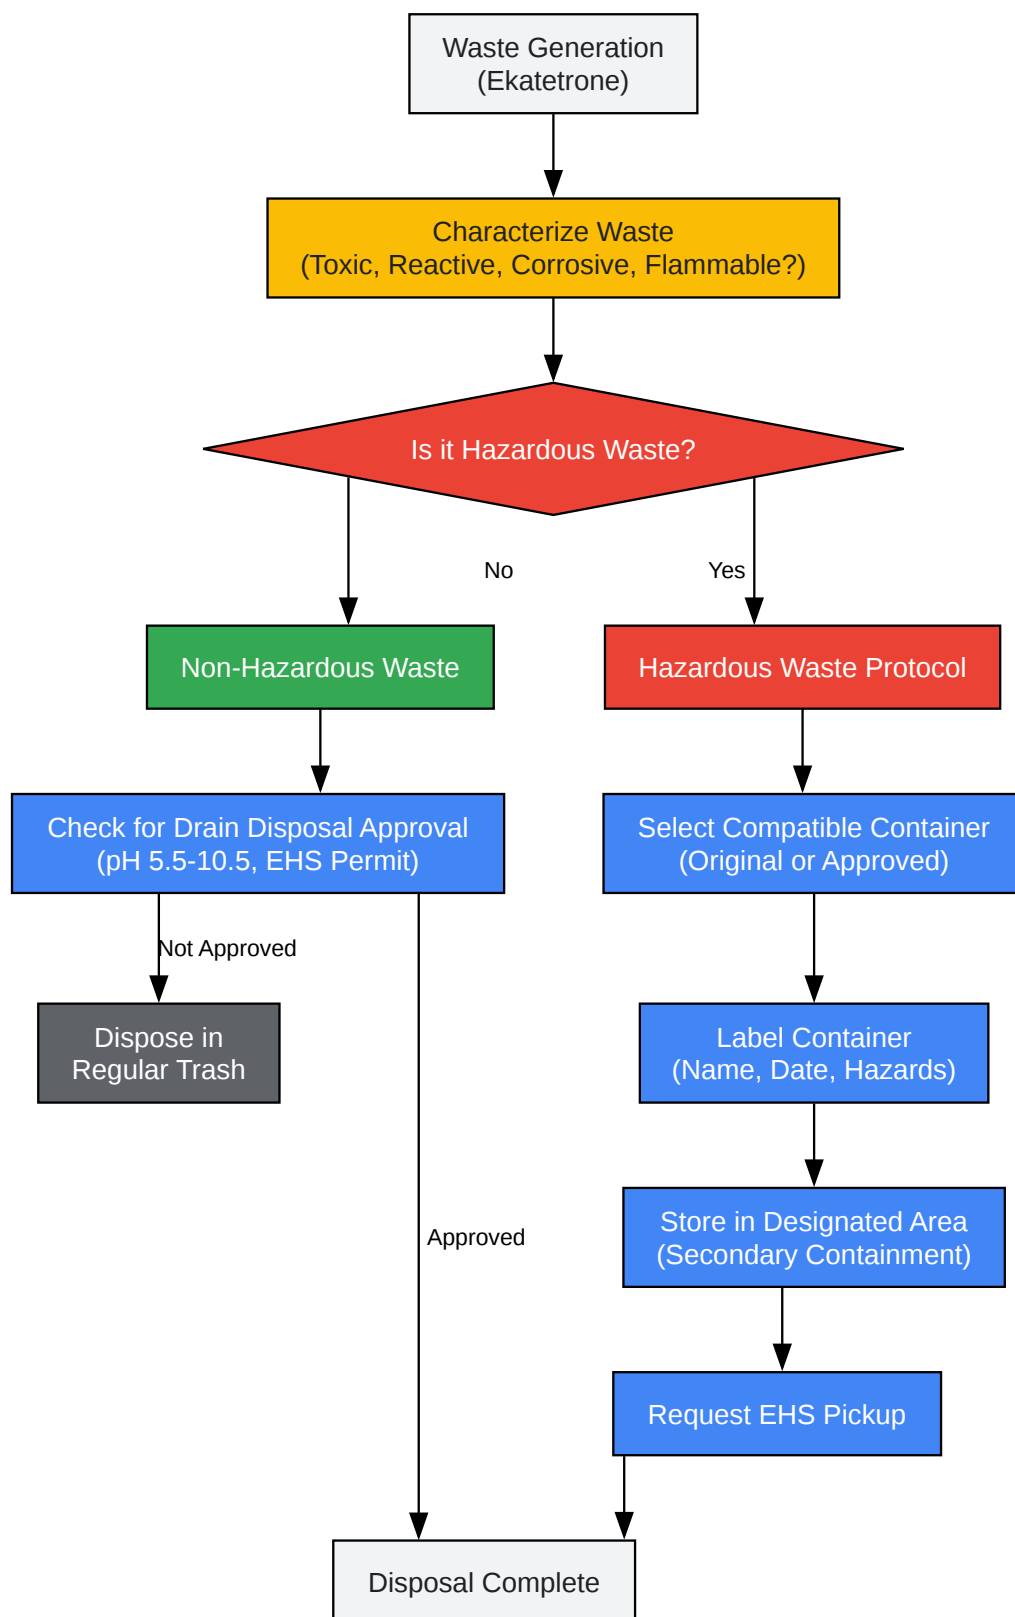 Waste Generation
(Ekatetrone)
Characterize Waste
(Toxic, Reactive, Corrosive, Flammable?)
Is it Hazardous Waste?
No
Yes
Non-Hazardous Waste
Hazardous Waste Protocol
Check for Drain Disposal Approval
(pH 5.5-10.5, EHS Permit)
Select Compatible Container
(Original or Approved)
Not Approved
Dispose in
Regular Trash
Label Container
(Name, Date, Hazards)
Store in Designated Area
(Secondary Containment)
Approved
Request EHS Pickup
Disposal Complete